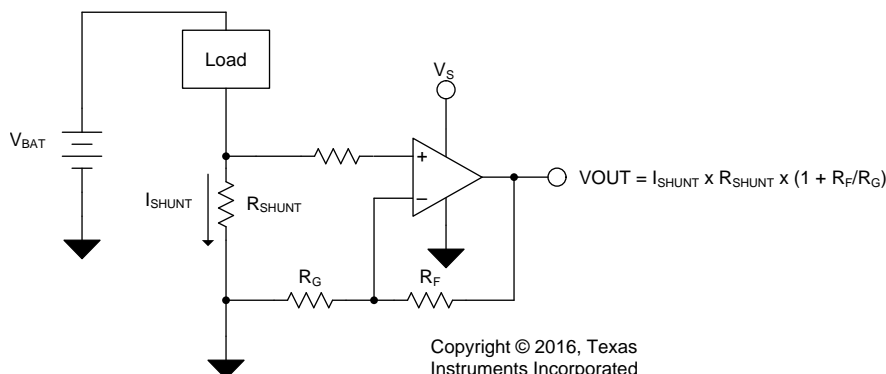 Load
V_S
V_BAT
+
−
VOUT = I_SHUNT x R_SHUNT x (1 + R_F/R_G)
I_SHUNT
R_SHUNT
R_G
R_F
Copyright © 2016, Texas
Instruments Incorporated